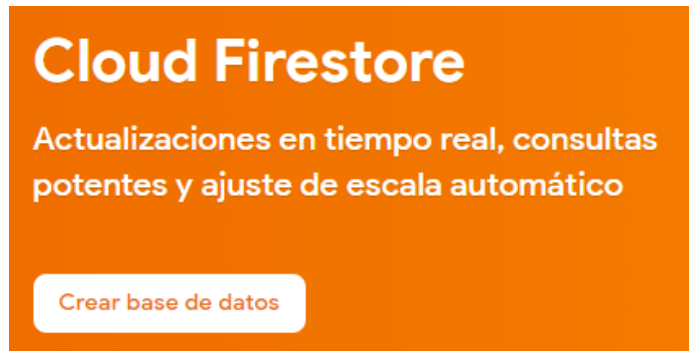 Cloud Firestore
Actualizaciones en tiempo real, consultas
potentes y ajuste de escala automático
Crear base de datos